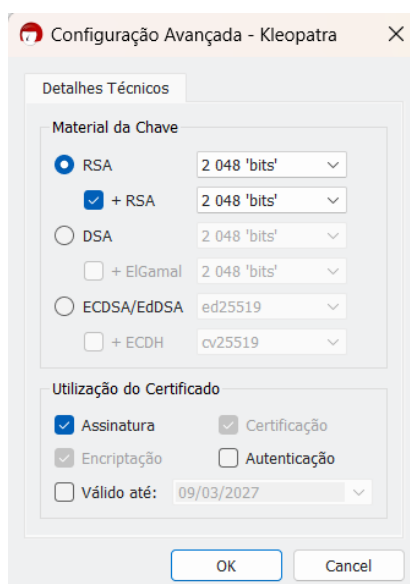 Configuração Avançada - Kleopatra
Detalhes Técnicos
Material da Chave
RSA 2 048 'bits'
+ RSA 2 048 'bits'
DSA 2 048 'bits'
+ ElGamal 2 048 'bits'
ECDSA/EdDSA ed25519
+ ECDH cv25519
Utilização do Certificado
Assinatura Certificação
Encriptação Autenticação
Válido até: 09/03/2027
OK Cancel